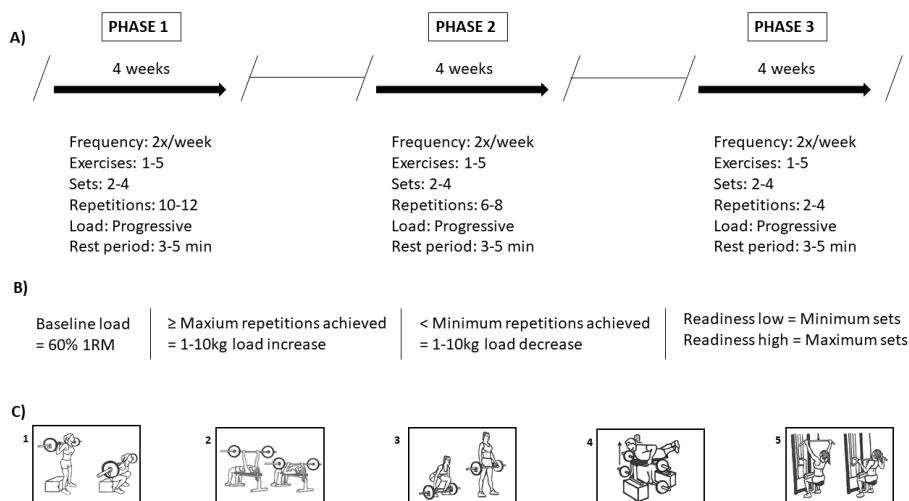 A)
PHASE 1
PHASE 2
PHASE 3
4 weeks
4 weeks
4 weeks
Frequency: 2x/week
Exercises: 1-5
Sets: 2-4
Repetitions: 10-12
Load: Progressive
Rest period: 3-5 min
Frequency: 2x/week
Exercises: 1-5
Sets: 2-4
Repetitions: 6-8
Load: Progressive
Rest period: 3-5 min
Frequency: 2x/week
Exercises: 1-5
Sets: 2-4
Repetitions: 2-4
Load: Progressive
Rest period: 3-5 min
B)
Baseline load
= 60% 1RM
≥ Maxium repetitions achieved
= 1-10kg load increase
< Minimum repetitions achieved
= 1-10kg load decrease
Readiness low = Minimum sets
Readiness high = Maximum sets
C)
1
2
3
4
5